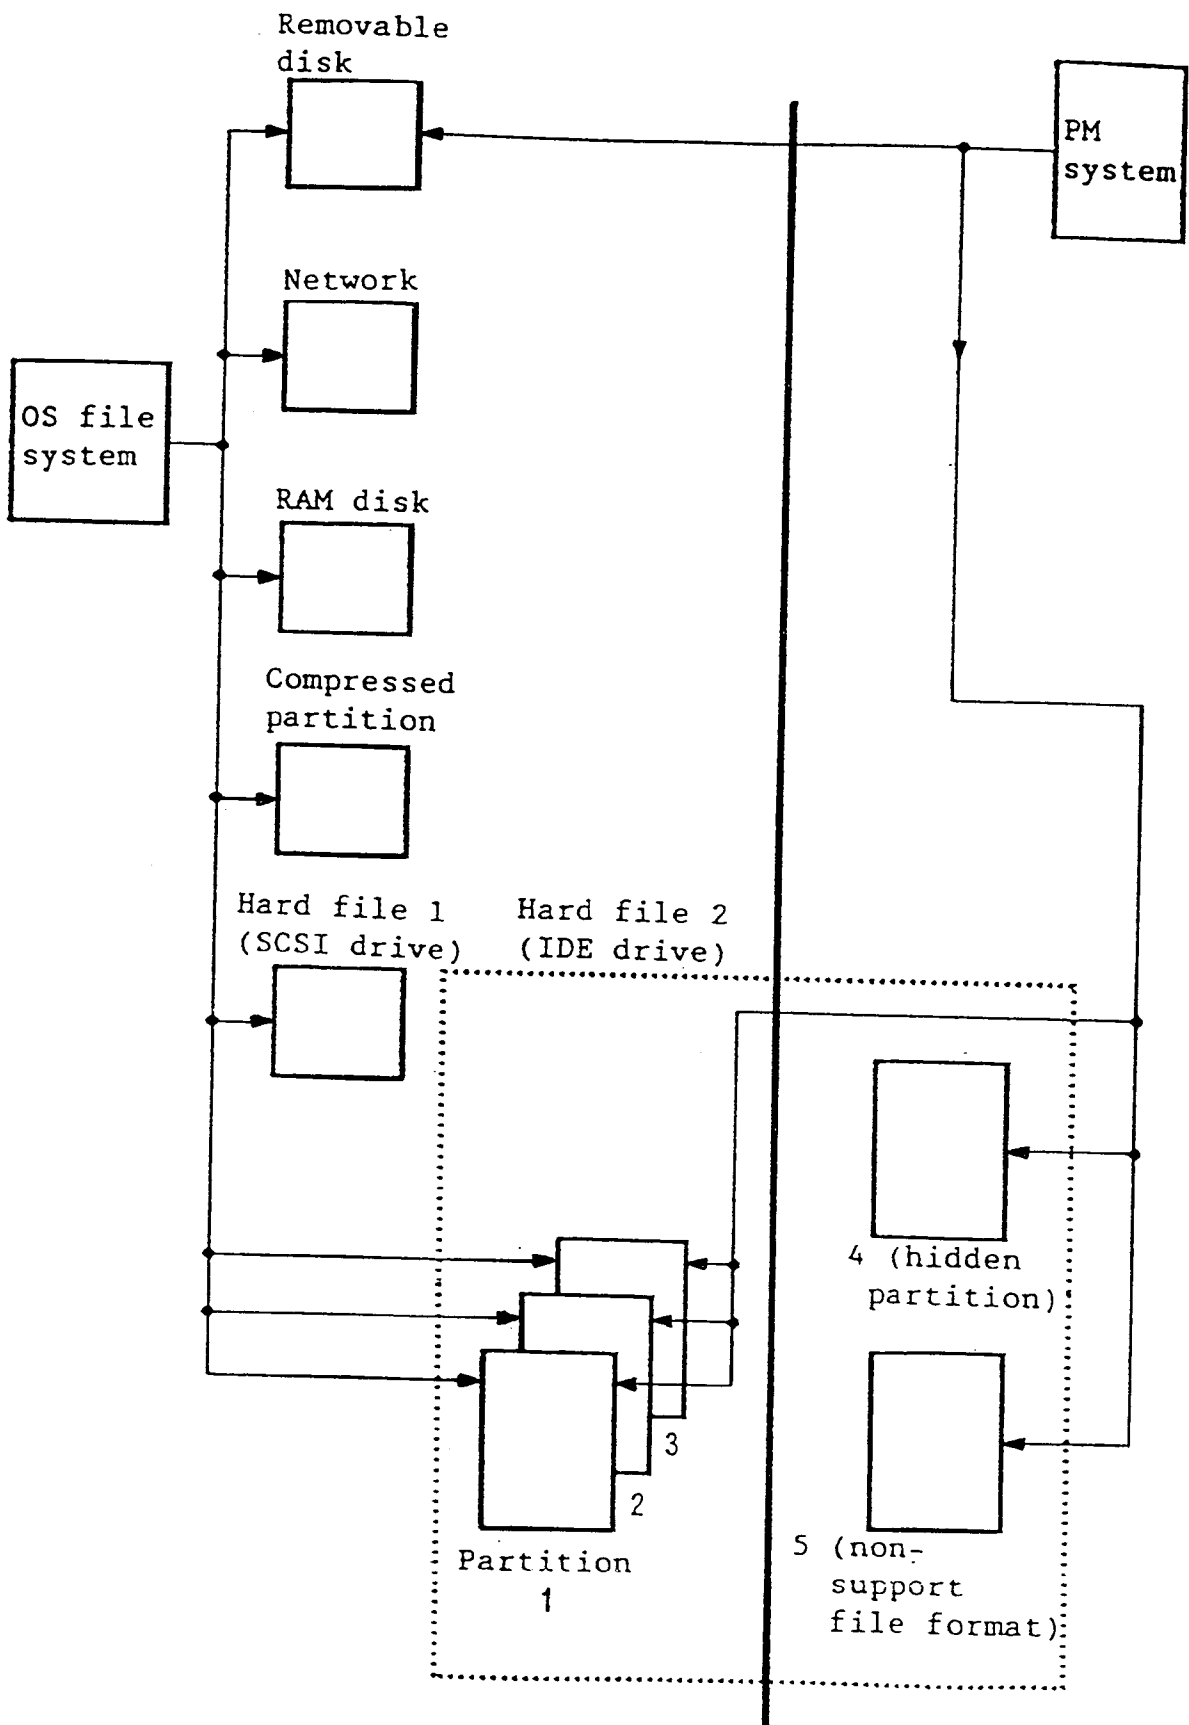 Removable
disk
PM
system
Network
OS file
system
RAM disk
Compressed
partition
Hard file 1
(SCSI drive)
Hard file 2
(IDE drive)
4 (hidden
partition)
3
2
Partition
1
5 (non-
support
file format)